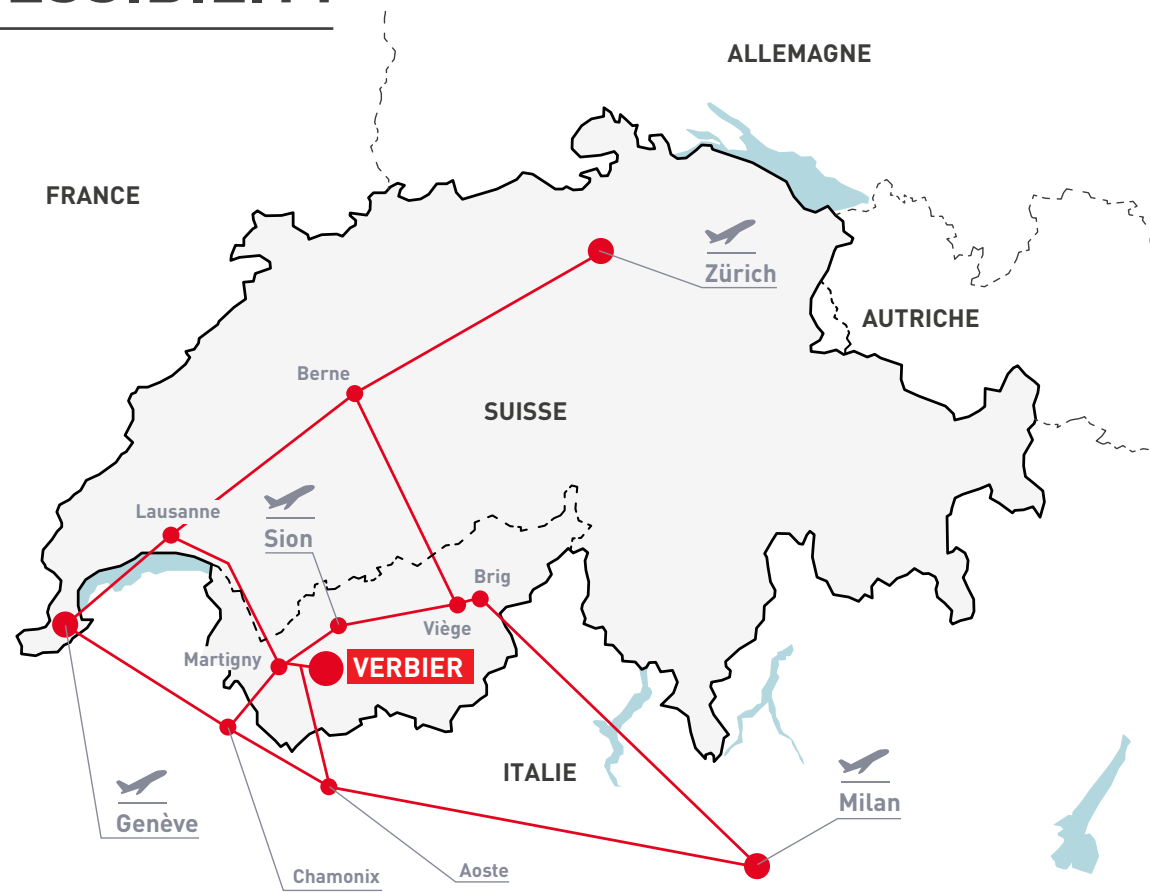 ALLEMAGNE
FRANCE
Zürich
AUTRICHE
Berne
SUISSE
Lausanne
Sion
Brig
Viège
Martigny
VERBIER
ITALIE
Milan
Genève
Aoste
Chamonix